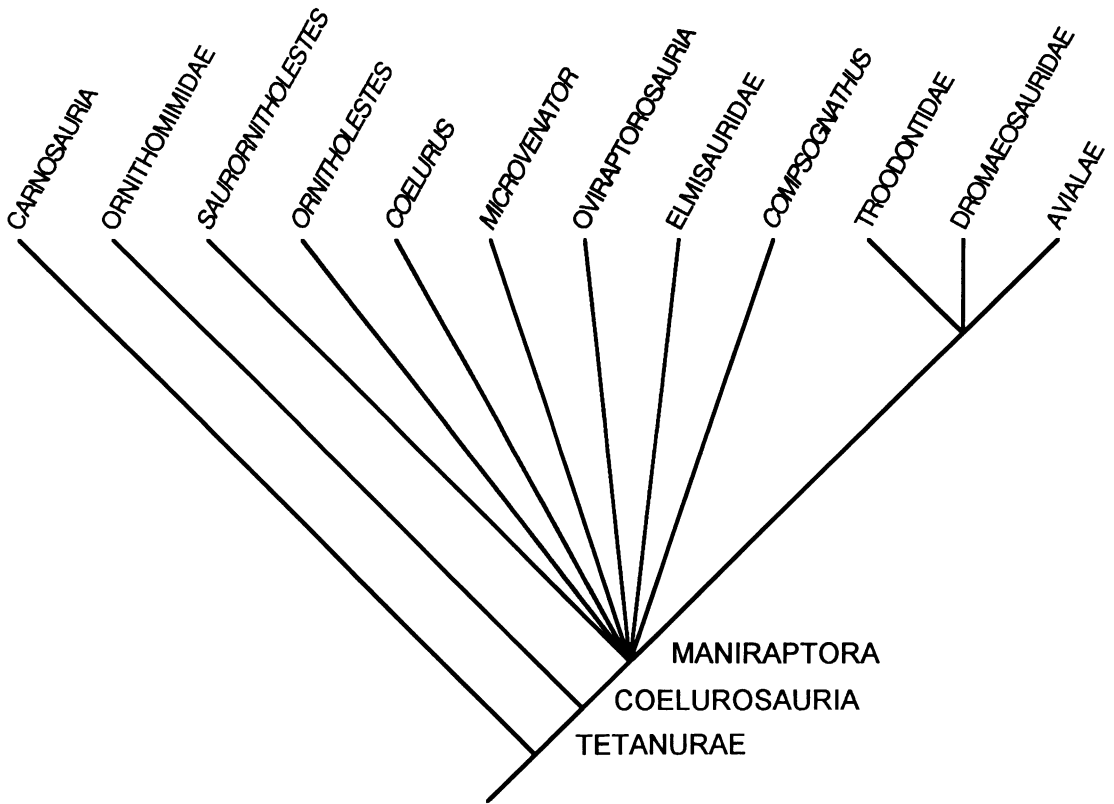 CARNOSAURIA
ORNITHOMIMIDAE
SAURORNITHOLESTES
ORNITHOLESTES
COELURUS
MICROVENATOR
OVIRAPTOROSAURIA
ELMISAURIDAE
COMPSOGNATHUS
TROODONTIDAE
DROMAEOSAURIDAE
AVIALAE
MANIRAPTORA
COELUROSAURIA
TETANURAE